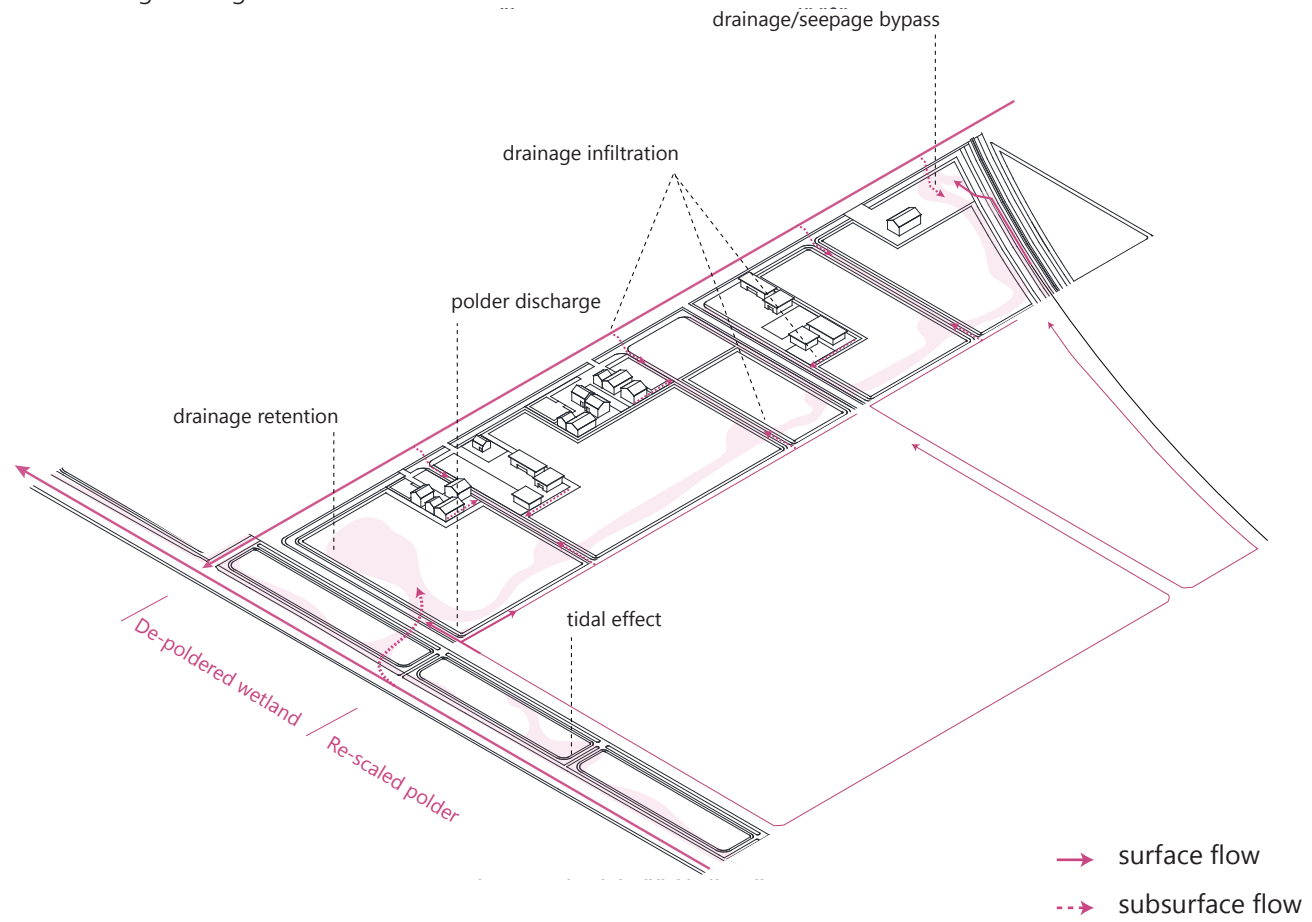 drainage/seepage bypass
drainage infiltration
polder discharge
drainage retention
tidal effect
De-poldered wetland
Re-scaled polder
surface flow
subsurface flow